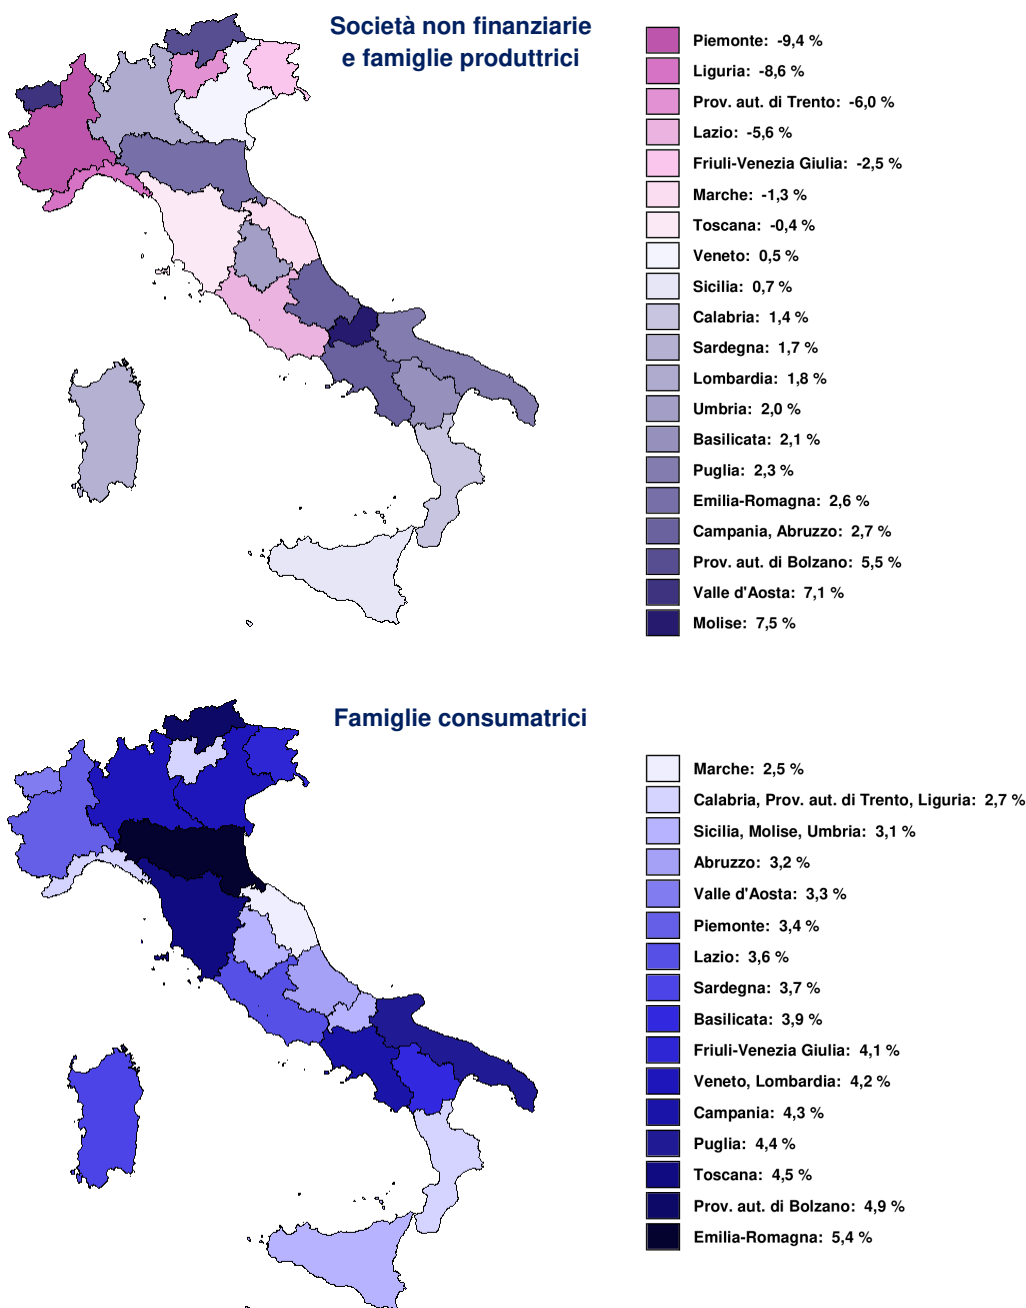 Società non finanziarie
e famiglie produttrici
Piemonte: -9,4 %
Liguria: -8,6 %
Prov. aut. di Trento: -6,0 %
Lazio: -5,6 %
Friuli-Venezia Giulia: -2,5 %
Marche: -1,3 %
Toscana: -0,4 %
Veneto: 0,5 %
Sicilia: 0,7 %
Calabria: 1,4 %
Sardegna: 1,7 %
Lombardia: 1,8 %
Umbria: 2,0 %
Basilicata: 2,1 %
Puglia: 2,3 %
Emilia-Romagna: 2,6 %
Campania, Abruzzo: 2,7 %
Prov. aut. di Bolzano: 5,5 %
Valle d'Aosta: 7,1 %
Molise: 7,5 %
Famiglie consumatrici
Marche: 2,5 %
Calabria, Prov. aut. di Trento, Liguria: 2,7 %
Sicilia, Molise, Umbria: 3,1 %
Abruzzo: 3,2 %
Valle d'Aosta: 3,3 %
Piemonte: 3,4 %
Lazio: 3,6 %
Sardegna: 3,7 %
Basilicata: 3,9 %
Friuli-Venezia Giulia: 4,1 %
Veneto, Lombardia: 4,2 %
Campania: 4,3 %
Puglia: 4,4 %
Toscana: 4,5 %
Prov. aut. di Bolzano: 4,9 %
Emilia-Romagna: 5,4 %